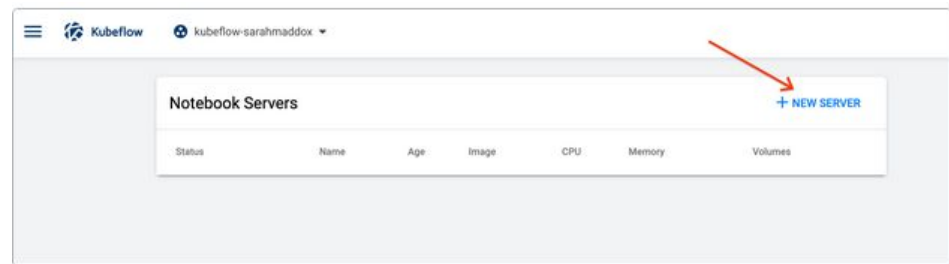 Kubeflow kubeflow-sarahmaddox
Notebook Servers + NEW SERVER
Status Name Age Image CPU Memory Volumes